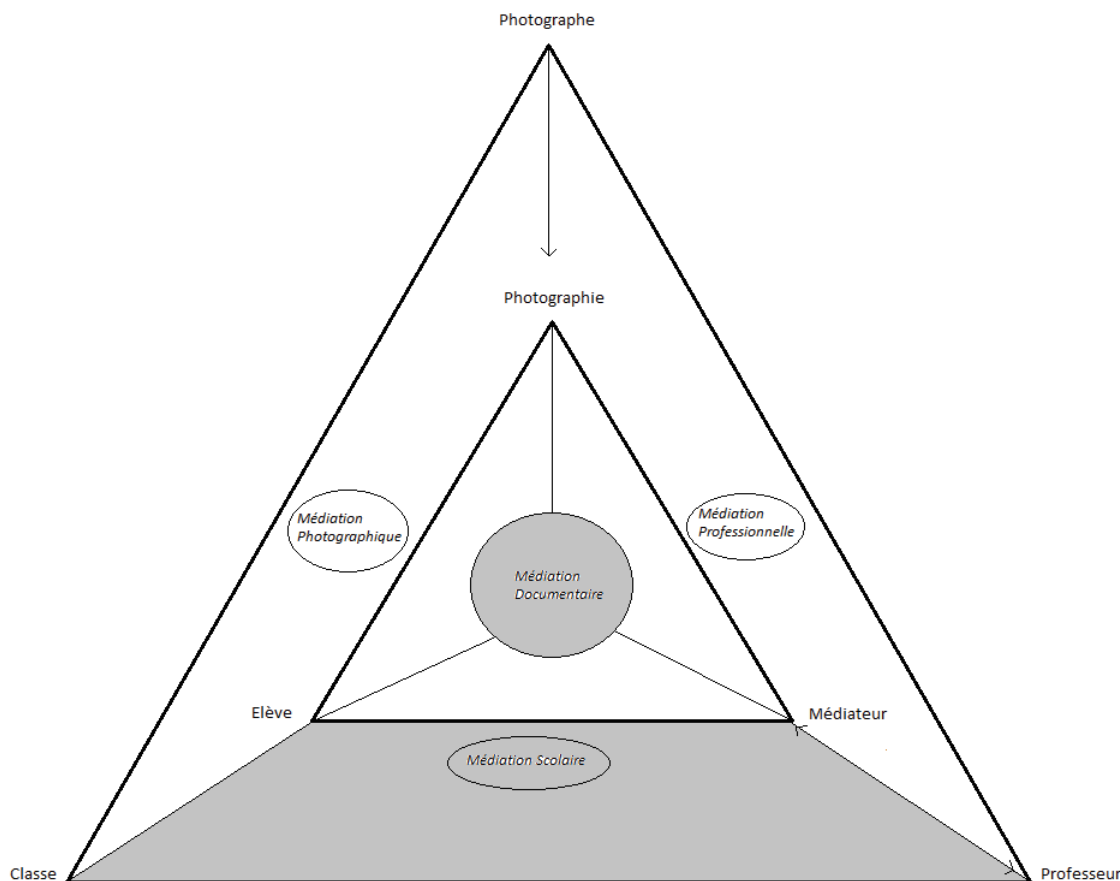 Photographe
Photographie
Médiation
Photographique
Médiation
Professionnelle
Médiation
Documentaire
Elève
Médiateur
Médiation Scolaire
Classe
Professeur